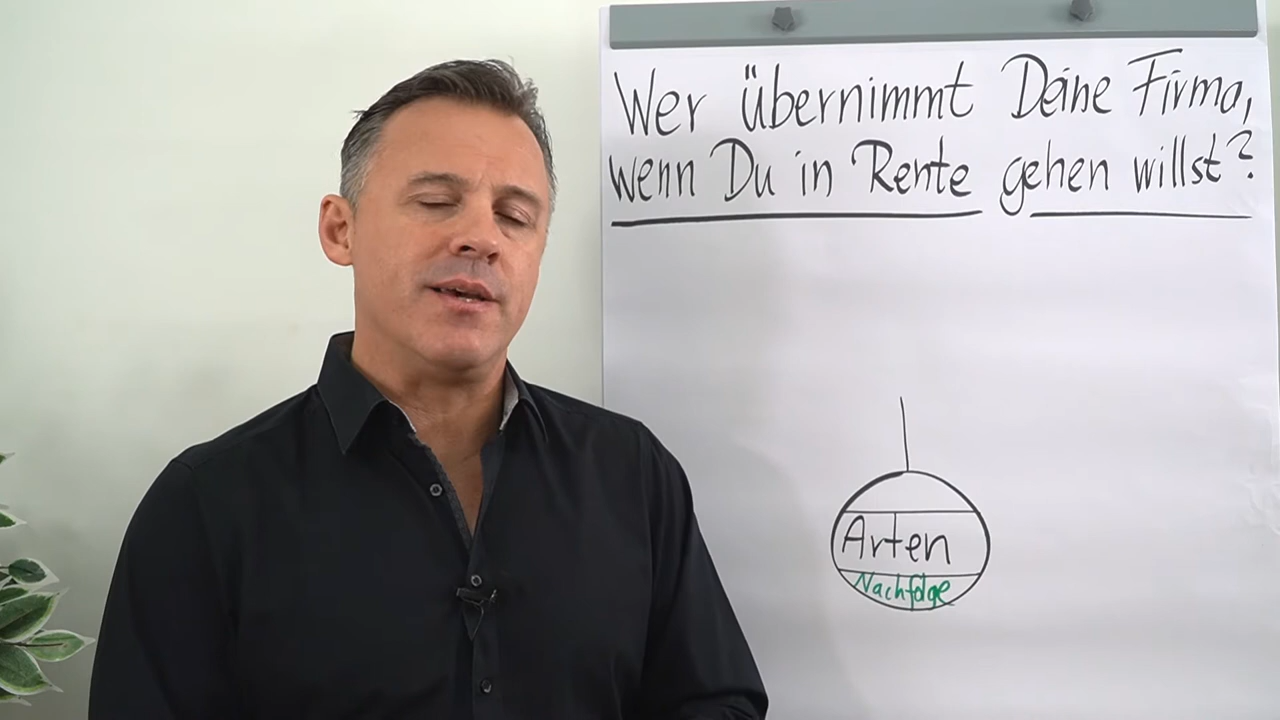 Wer übernimmt Deine Firma,
wenn Du in Rente gehen willst?
Arten
Nachfolge